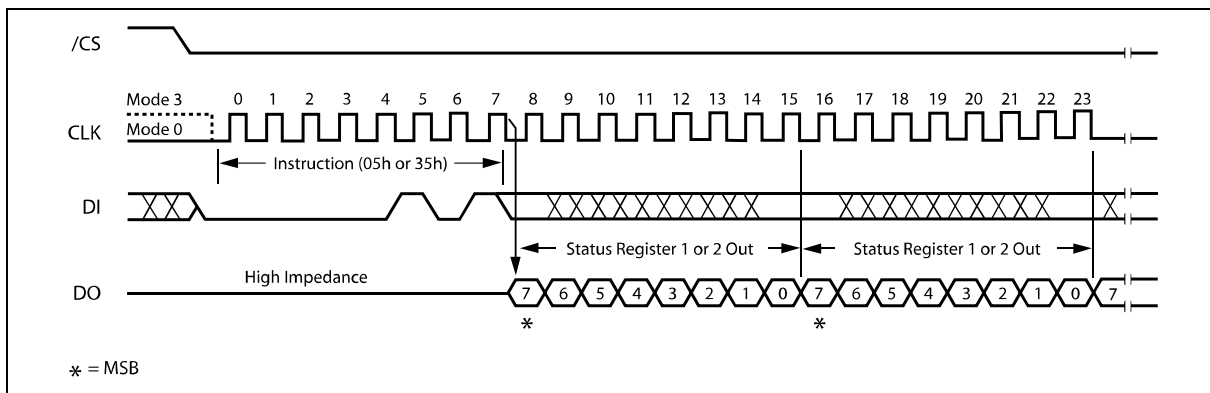 /CS
Mode 3
0 1 2 3 4 5 6 7 8 9 10 11 12 13 14 15 16 17 18 19 20 21 22 23
CLK
Mode 0
Instruction (05h or 35h)
DI
Status Register 1 or 2 Out Status Register 1 or 2 Out
High Impedance
DO
7 6 5 4 3 2 1 0 7 6 5 4 3 2 1 0 7
* *
* = MSB